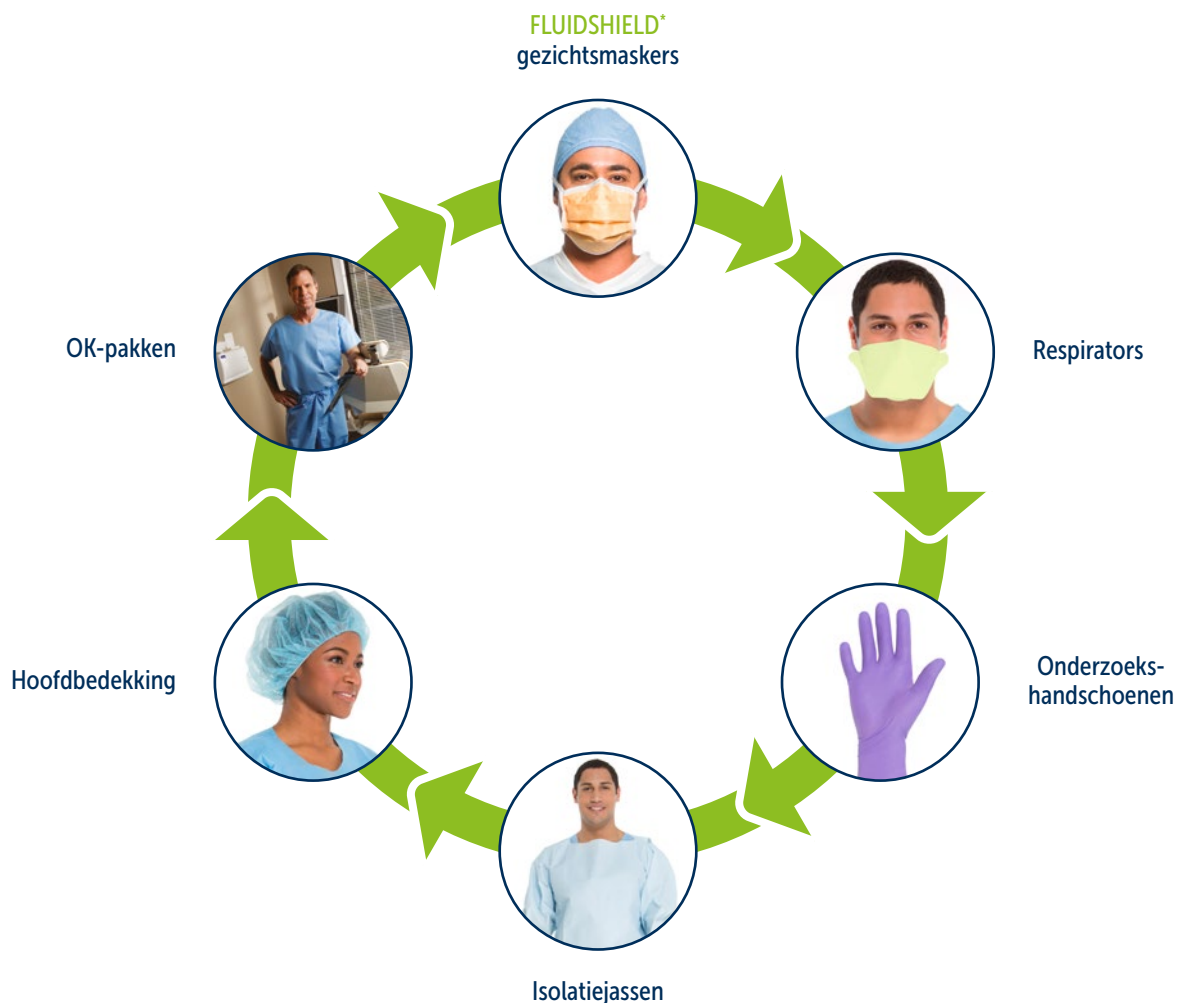 FLUIDSHIELD*
gezichtsmaskers
OK-pakken
Respirators
Hoofdbedekking
Onderzoeks-
handschoenen
Isolatiejassen